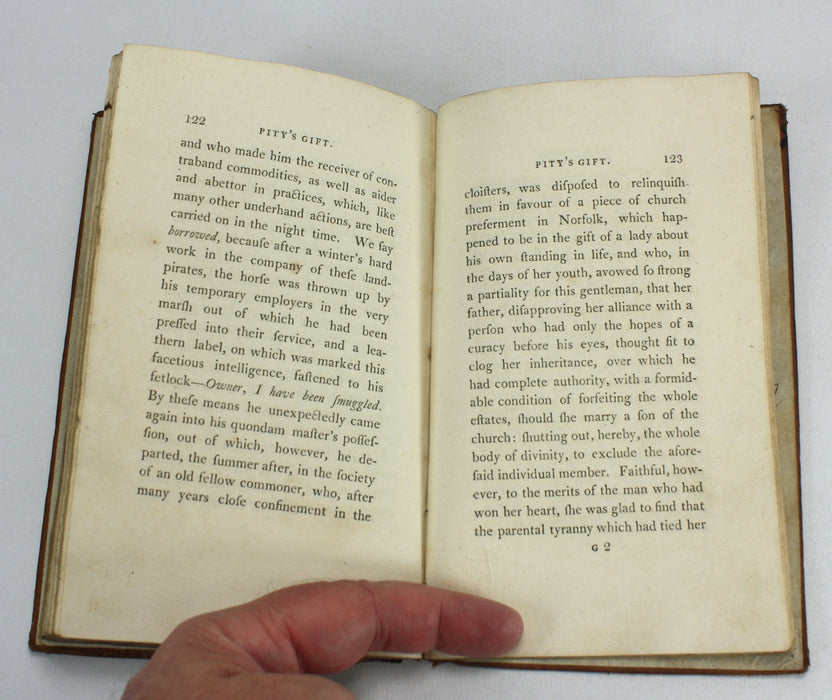 122
PITY'S GIFT.
and who made him the receiver of con-
traband commodities, as well as aider
and abettor in practices, which, like
many other underhand actions, are beſt
carried on in the night time. We ſay
borrowed, becauſe after a winter's hard
work in the company of theſe land-
pirates, the horſe was thrown up by
his temporary employers in the very
marſh out of which he had been
preſſed into their ſervice, and a lea-
thern label, on which was marked this
facetious intelligence, faſtened to his
fetlock—Owner, I have been ſmuggled.
By theſe means he unexpectedly came
again into his quondam maſter's poſſeſ-
ſion, out of which, however, he de-
parted, the ſummer after, in the ſociety
of an old fellow commoner, who, after
many years cloſe confinement in the
PITY'S GIFT.
123
cloiſters, was diſpoſed to relinquiſh
them in favour of a piece of church
preferment in Norfolk, which hap-
pened to be in the gift of a lady about
his own ſtanding in life, and who, in
the days of her youth, avowed ſo ſtrong
a partiality for this gentleman, that her
father, diſapproving her alliance with a
perſon who had only the hopes of a
curacy before his eyes, thought fit to
clog her inheritance, over which he
had complete authority, with a formid-
able condition of forfeiting the whole
eſtates, ſhould ſhe marry a ſon of the
church: ſhutting out, hereby, the whole
body of divinity, to exclude the afore-
ſaid individual member. Faithful, how-
ever, to the merits of the man who had
won her heart, ſhe was glad to find that
the parental tyranny which had tied her
G 2